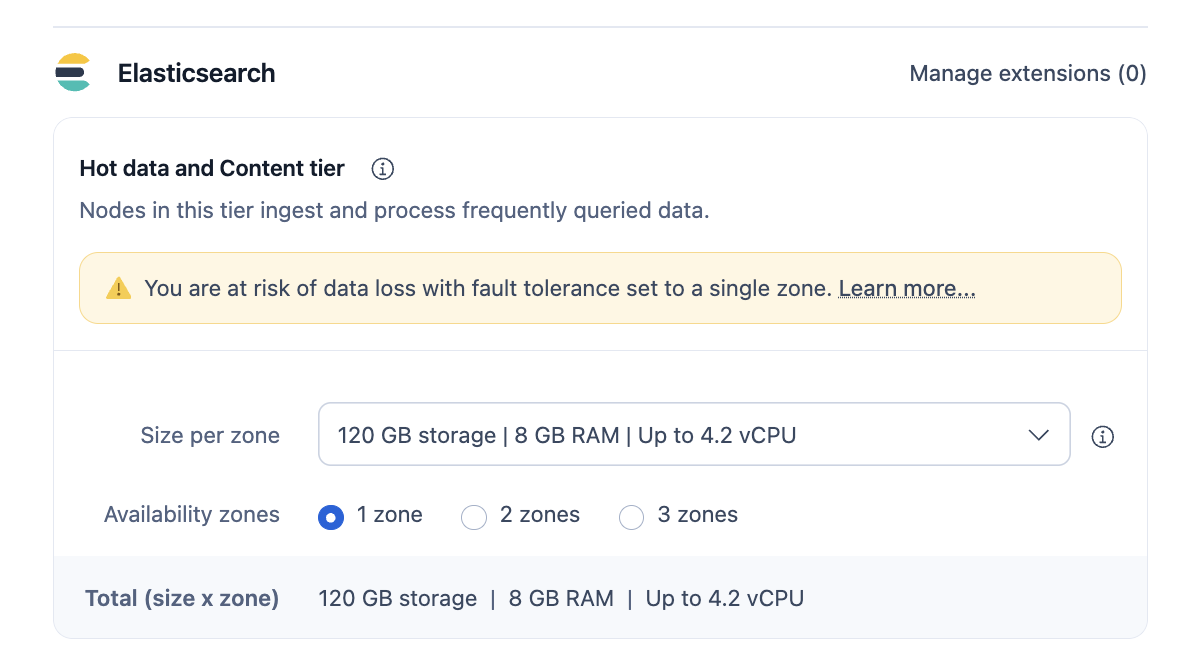 Elasticsearch
Manage extensions (0)
Hot data and Content tier
Nodes in this tier ingest and process frequently queried data.
You are at risk of data loss with fault tolerance set to a single zone. Learn more...
Size per zone
120 GB storage | 8 GB RAM | Up to 4.2 vCPU
Availability zones
1 zone
2 zones
3 zones
Total (size x zone)
120 GB storage | 8 GB RAM | Up to 4.2 vCPU